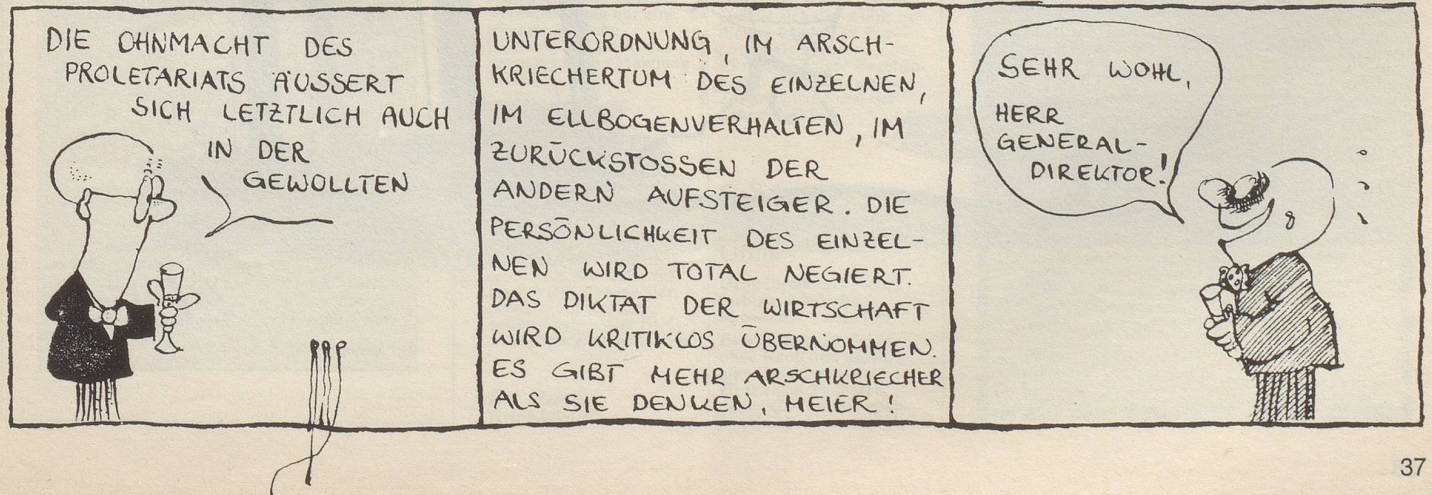 DIE OHNMACHT DES
PROLETARIATS ÄUSSERT
SICH LETZTLICH AUCH
IN DER
GEWOLLTEN
UNTERORDNUNG, IM ARSCH-
KRIECHERTUM DES EINZELNEN,
IM ELLBOGENVERHALTEN, IM
ZURÜCKSTOSSEN DER
ANDERN AUFSTEIGER. DIE
PERSÖNLICHKEIT DES EINZEL-
NEN WIRD TOTAL NEGIERT.
DAS DIKTAT DER WIRTSCHAFT
WIRD KRITIKLOS ÜBERNOMMEN.
ES GIBT MEHR ARSCHKRIECHER
ALS SIE DENKEN, MEIER!
SEHR WOHL,
HERR
GENERAL-
DIREKTOR!
37